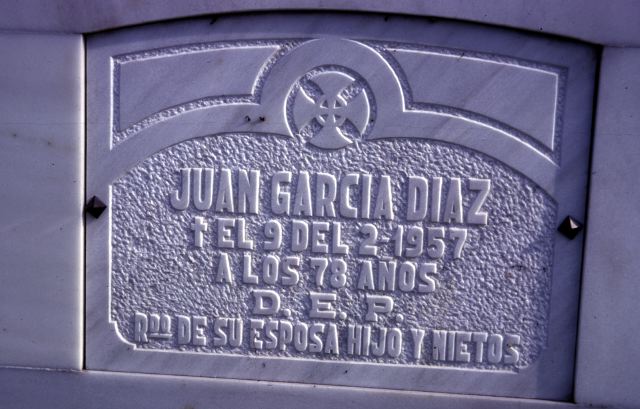 JUAN GARCIA DIAZ
† EL 9 DEL 2-1957
A LOS 78 AÑOS
D. E. P.
RDO DE SU ESPOSA HIJO Y NIETOS